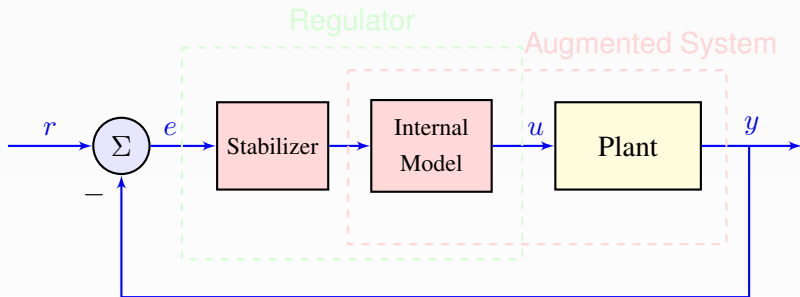 Regulator
Augmented System
r
Σ
e
Stabilizer
Internal
Model
u
Plant
y
−